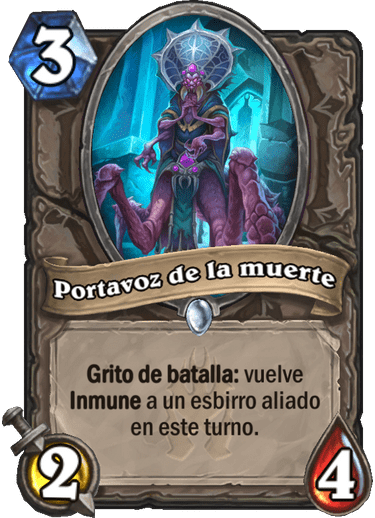 3
Portavoz de la muerte
Grito de batalla: vuelve
Inmune a un esbirro aliado
en este turno.
2
4